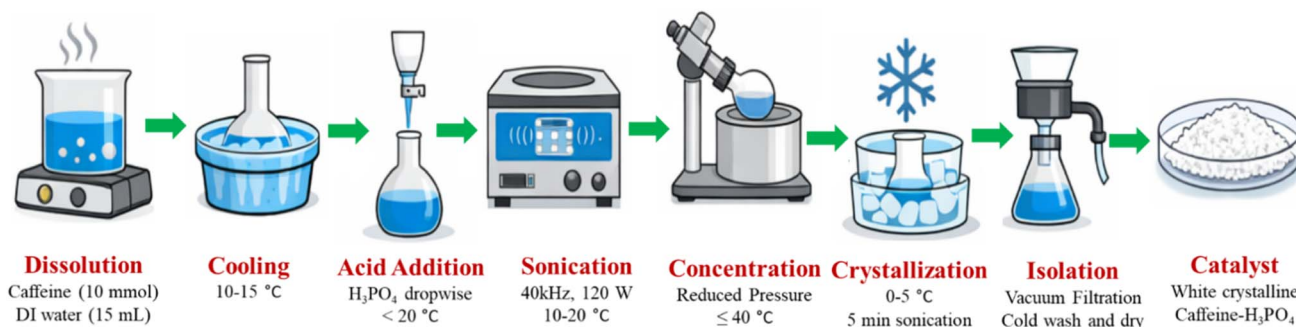 Dissolution
Caffeine (10 mmol)
DI water (15 mL)
Cooling
10-15 °C
Acid Addition
H₃PO₄ dropwise
< 20 °C
Sonication
40kHz, 120 W
10-20 °C
Concentration
Reduced Pressure
≤ 40 °C
Crystallization
0-5 °C
5 min sonication
Isolation
Vacuum Filtration
Cold wash and dry
Catalyst
White crystalline
Caffeine-H₃PO₄